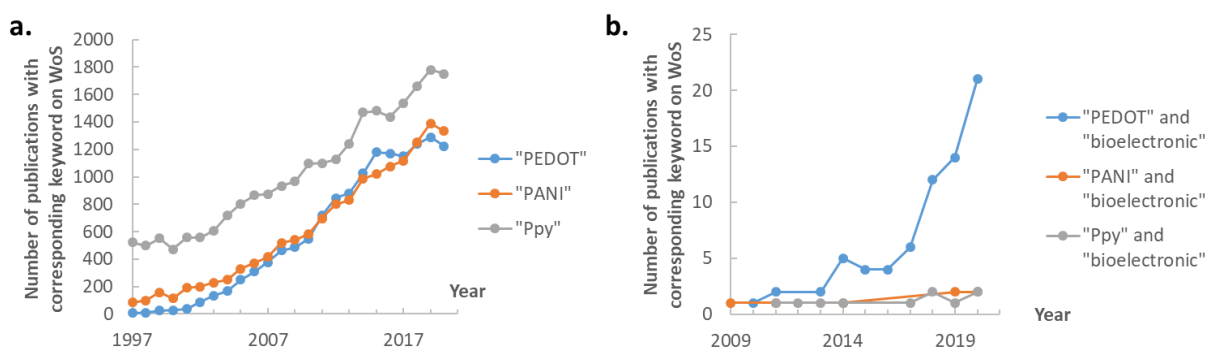 a.
Number of publications with
corresponding keyword on WoS
2000
1800
1600
1400
1200
1000
800
600
400
200
0
1997
2007
2017
Year
"PEDOT"
"PANI"
"Ppy"
b.
Number of publications with
corresponding keyword on WoS
25
20
15
10
5
0
2009
2014
2019
Year
"PEDOT" and
"bioelectronic"
"PANI" and
"bioelectronic"
"Ppy" and
"bioelectronic"